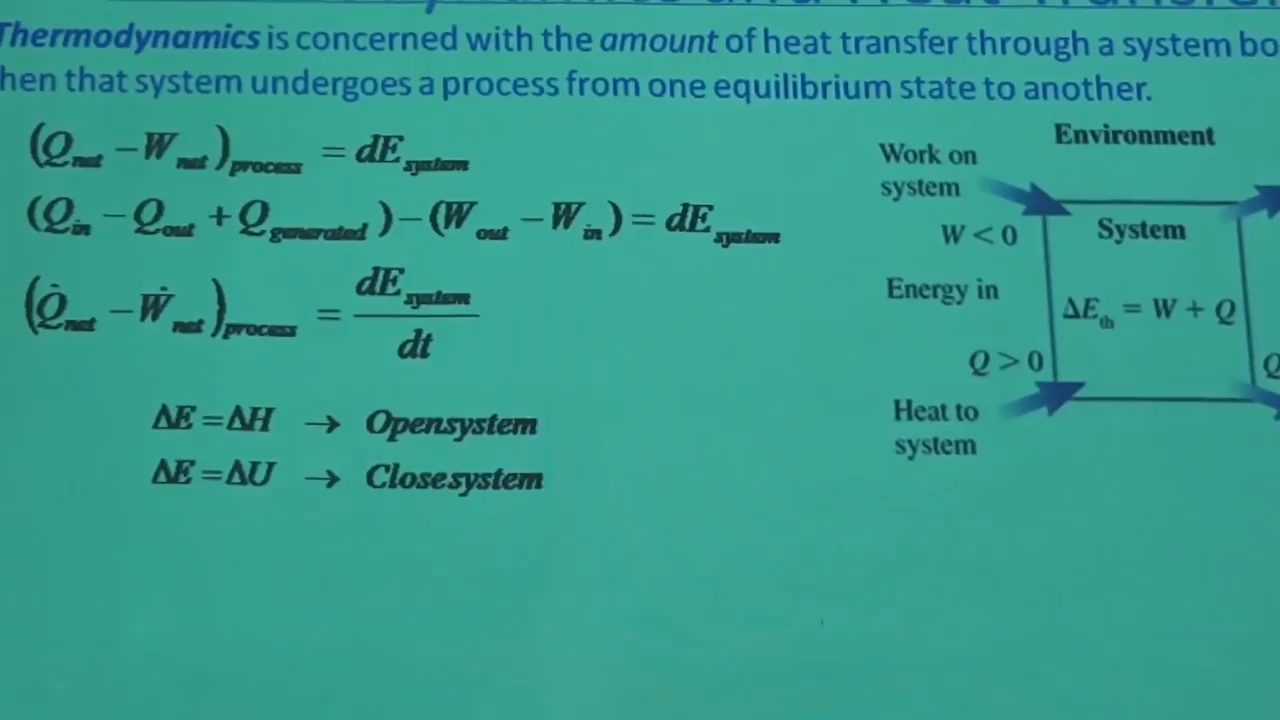 Thermodynamics is concerned with the amount of heat transfer through a system bo
hen that system undergoes a process from one equilibrium state to another.
(Q_net − W_net)_process = dE_system
(Q_in − Q_out + Q_generated) − (W_out − W_in) = dE_system
(Q̇_net − Ẇ_net)_process = dE_system / dt
ΔE = ΔH → Opensystem
ΔE = ΔU → Closesystem
Environment
Work on
system
W < 0
System
Energy in
ΔE_th = W + Q
Q > 0
Q
Heat to
system